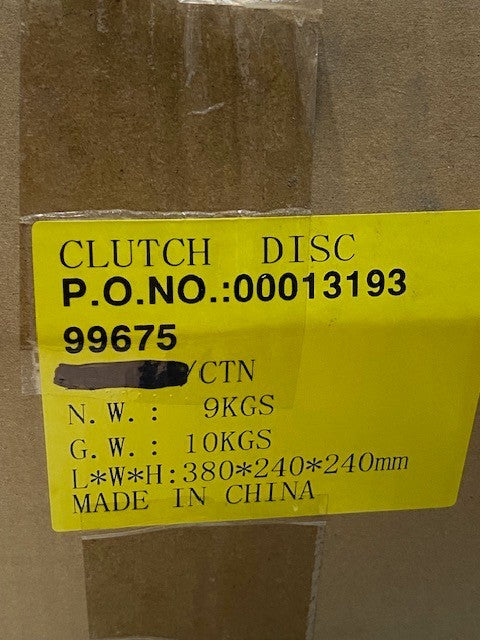 CLUTCH DISC
P.O.NO.:00013193
99675
/CTN
N.W.: 9KGS
G.W.: 10KGS
L*W*H:380*240*240mm
MADE IN CHINA